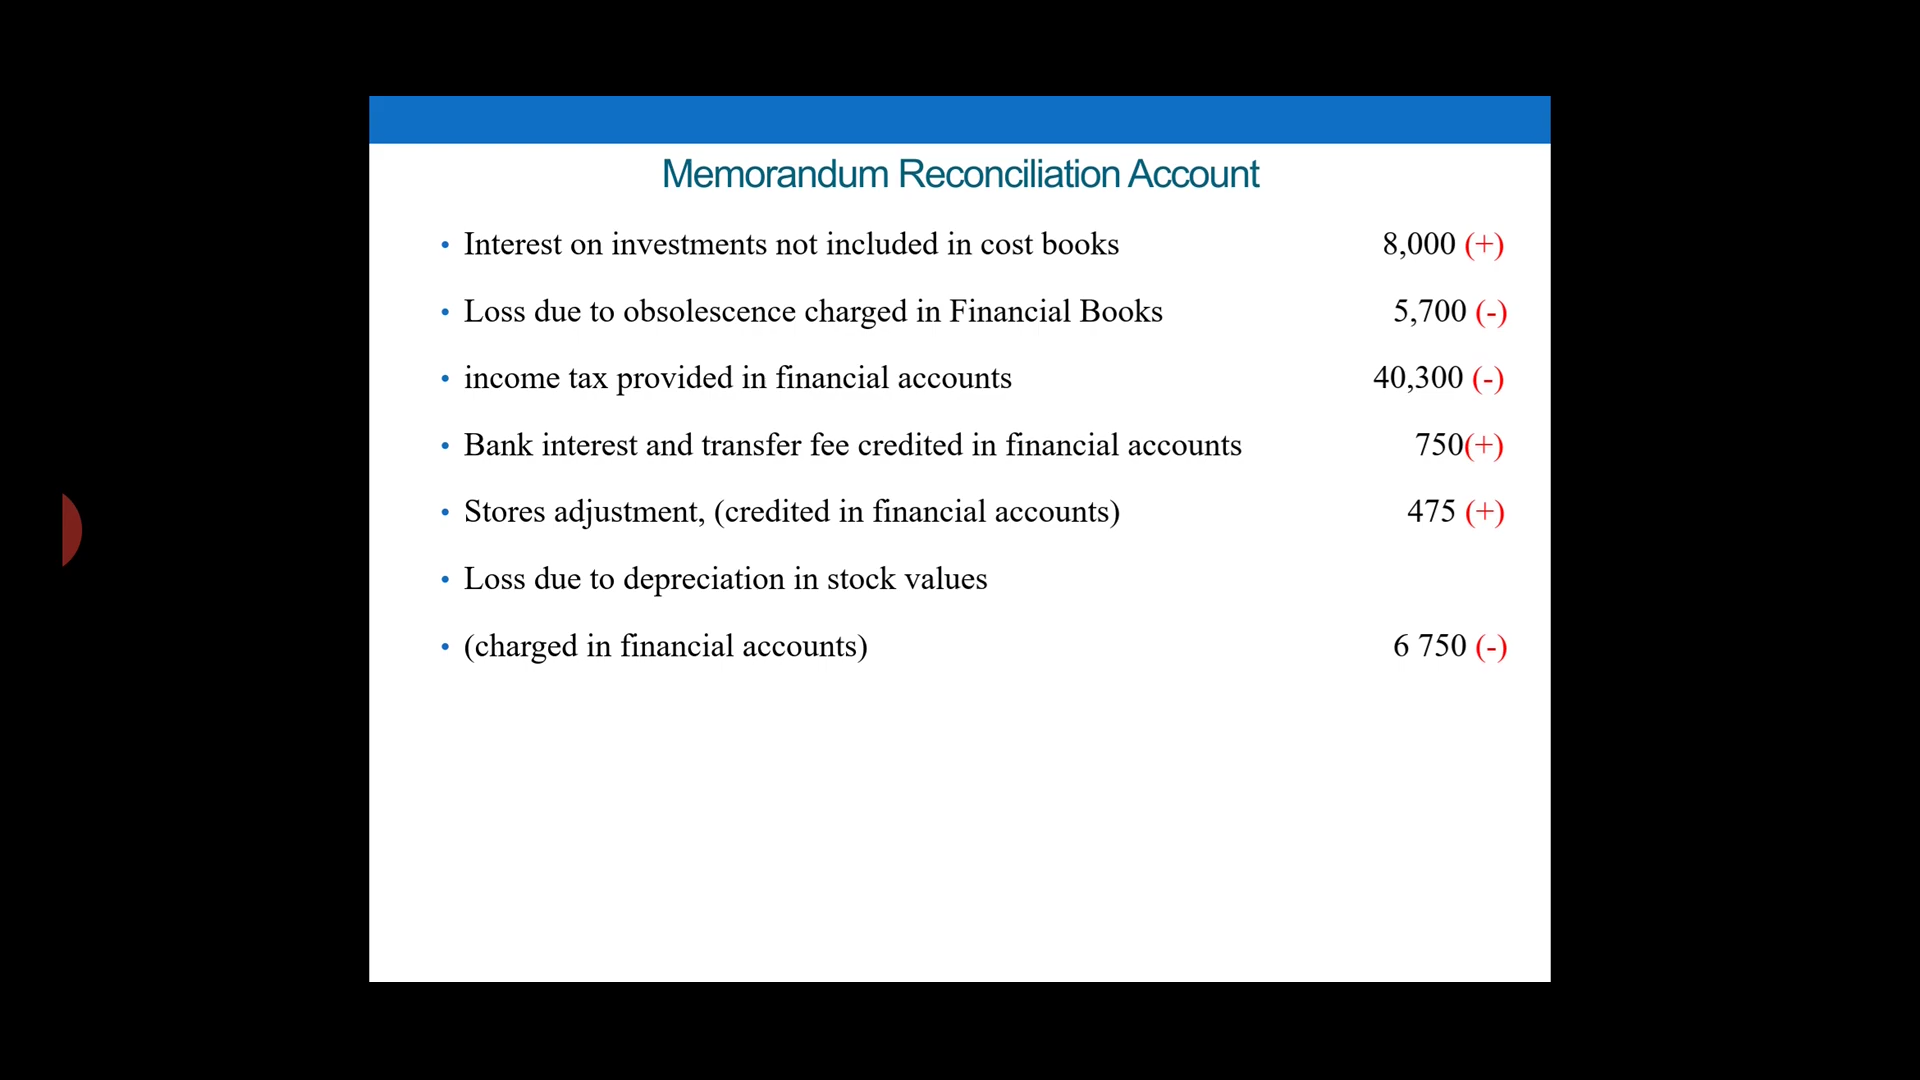 Memorandum Reconciliation Account
• Interest on investments not included in cost books 8,000 (+)
• Loss due to obsolescence charged in Financial Books 5,700 (-)
• income tax provided in financial accounts 40,300 (-)
• Bank interest and transfer fee credited in financial accounts 750(+)
• Stores adjustment, (credited in financial accounts) 475 (+)
• Loss due to depreciation in stock values
• (charged in financial accounts) 6 750 (-)